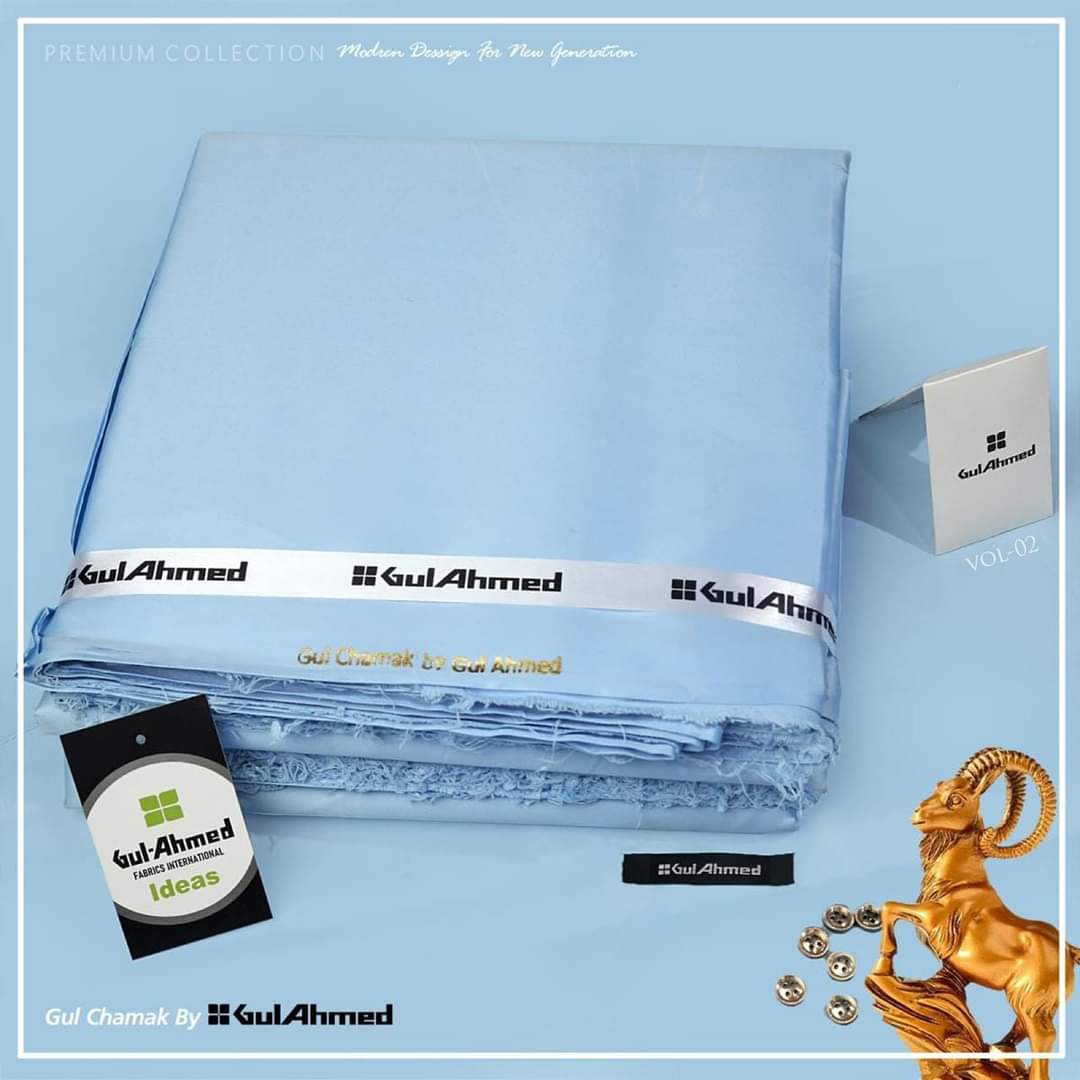 PREMIUM COLLECTION Modren Dessign For New Generation
GulAhmed
VOL-02
GulAhmed GulAhmed GulAhm
Gul Chamak by Gul Ahmed
Gul-Ahmed
FABRICS INTERNATIONAL
Ideas
GulAhmed
Gul Chamak By GulAhmed